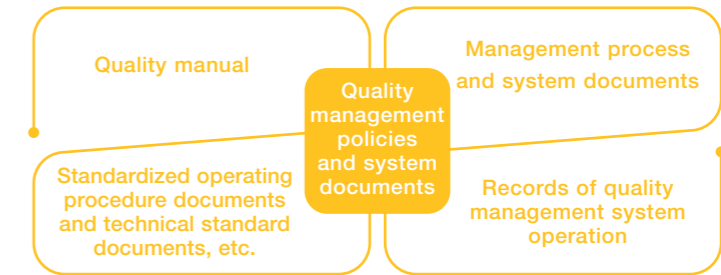 Quality manual
Management process
and system documents
Quality
management
policies
and system
documents
Standardized operating
procedure documents
and technical standard
documents, etc.
Records of quality
management system
operation